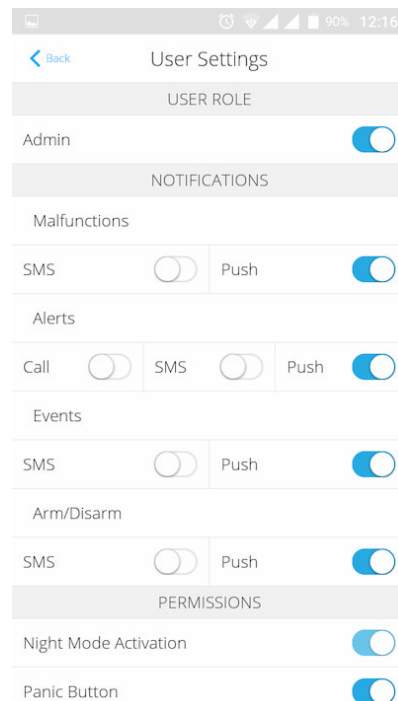 90% 12:16
Back User Settings
USER ROLE
Admin
NOTIFICATIONS
Malfunctions
SMS Push
Alerts
Call SMS Push
Events
SMS Push
Arm/Disarm
SMS Push
PERMISSIONS
Night Mode Activation
Panic Button